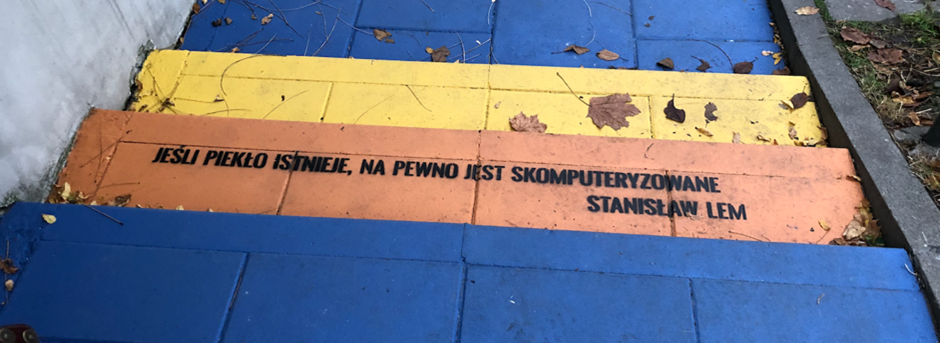 JEŚLI PIEKŁO ISTNIEJE, NA PEWNO JEST SKOMPUTERYZOWANE
STANISŁAW LEM